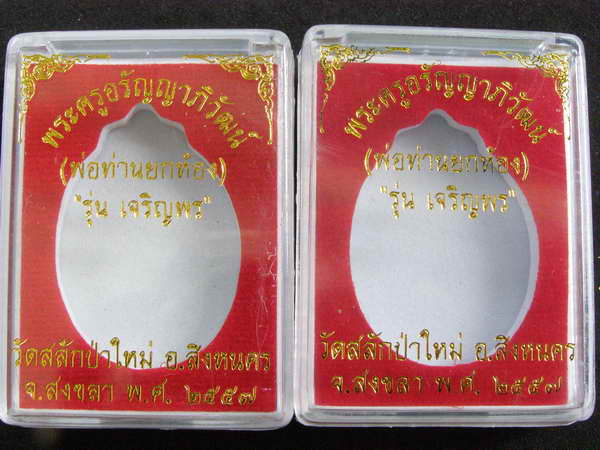 พระครูอรัญญาภิวัฒน์
(พ่อท่านยกท้อง)
"รุ่น เจริญพร"
วัดสลักป่าใหม่ อ.สิงหนคร
จ.สงขลา พ.ศ. ๒๕๕๗
พระครูอรัญญาภิวัฒน์
(พ่อท่านยกท้อง)
"รุ่น เจริญพร"
วัดสลักป่าใหม่ อ.สิงหนคร
จ.สงขลา พ.ศ. ๒๕๕๗